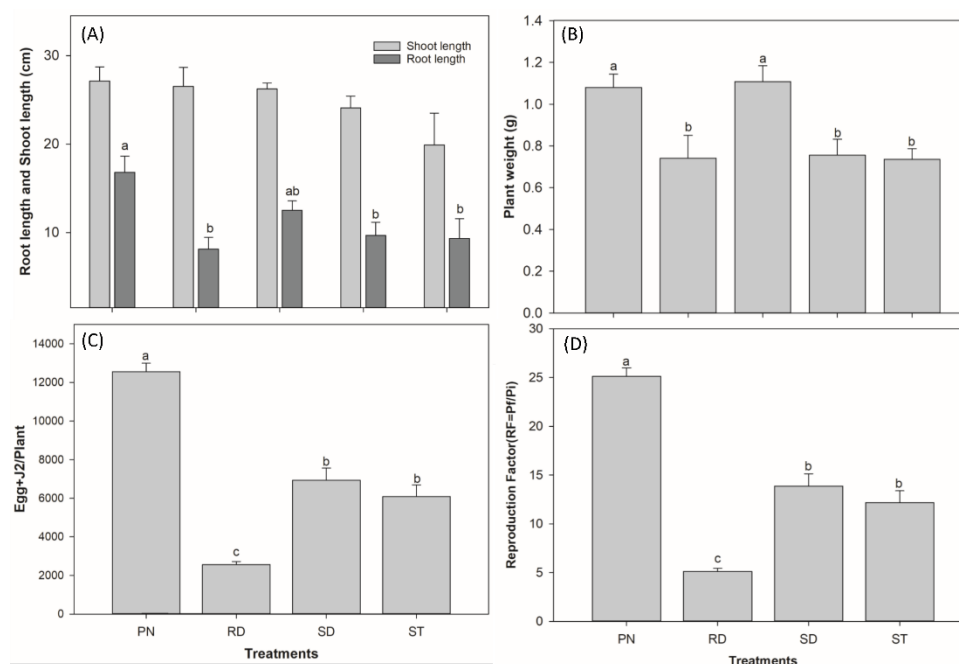 (A)
Shoot length
Root length
Root length and Shoot length (cm)
30
20
10
a
b
ab
b
b
(B)
Plant weight (g)
1.4
1.2
1.0
0.8
0.6
0.4
0.2
0.0
a
b
a
b
b
(C)
Egg+J2/Plant
14000
12000
10000
8000
6000
4000
2000
0
a
c
b
b
PN RD SD ST
Treatments
(D)
Reproduction Factor(RF=Pf/Pi)
30
25
20
15
10
5
0
a
c
b
b
PN RD SD ST
Treatments